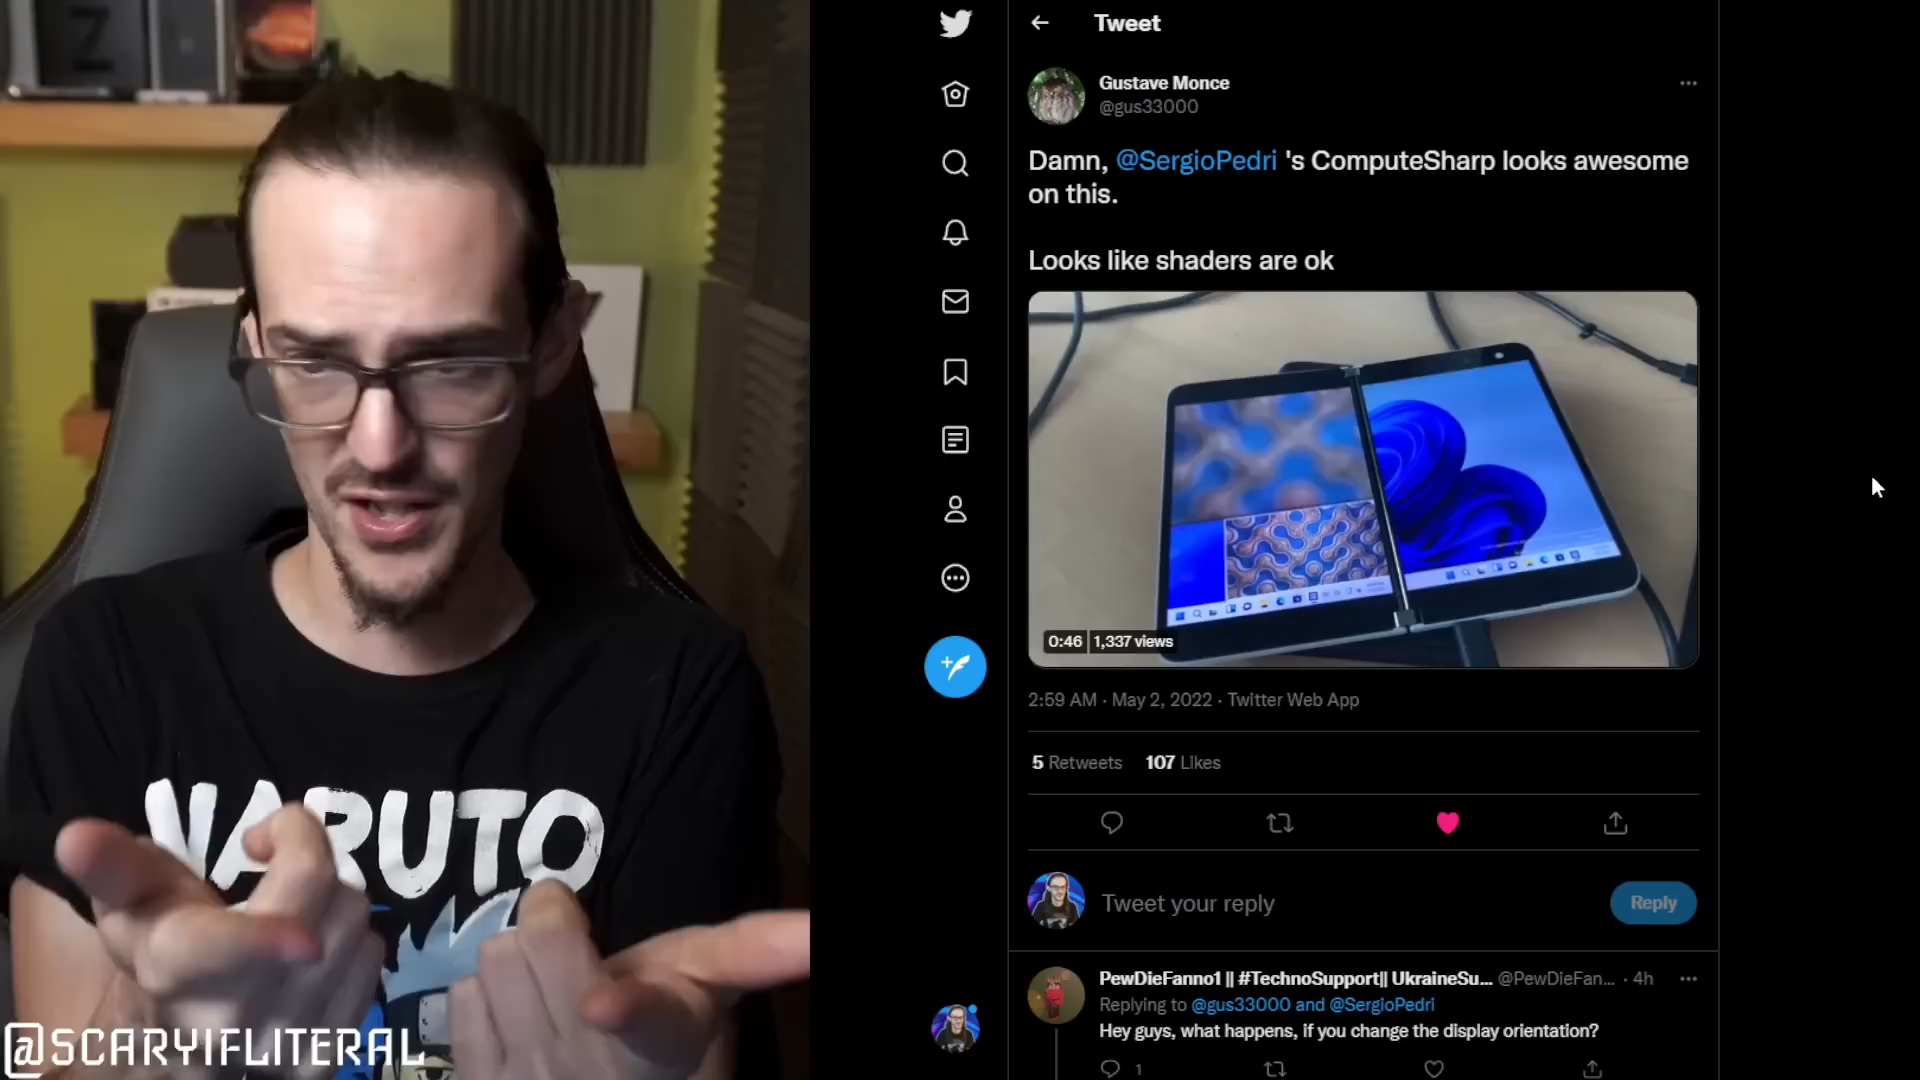 Tweet
Gustave Monce
@gus33000
Damn, @SergioPedri 's ComputeSharp looks awesome
on this.
Looks like shaders are ok
0:46 1,337 views
2:59 AM · May 2, 2022 · Twitter Web App
5 Retweets 107 Likes
Tweet your reply
Reply
PewDieFanno1 || #TechnoSupport|| UkraineSu... @PewDieFan... · 4h
Replying to @gus33000 and @SergioPedri
Hey guys, what happens, if you change the display orientation?
1
NARUTO
@SCARYIFLITERAL